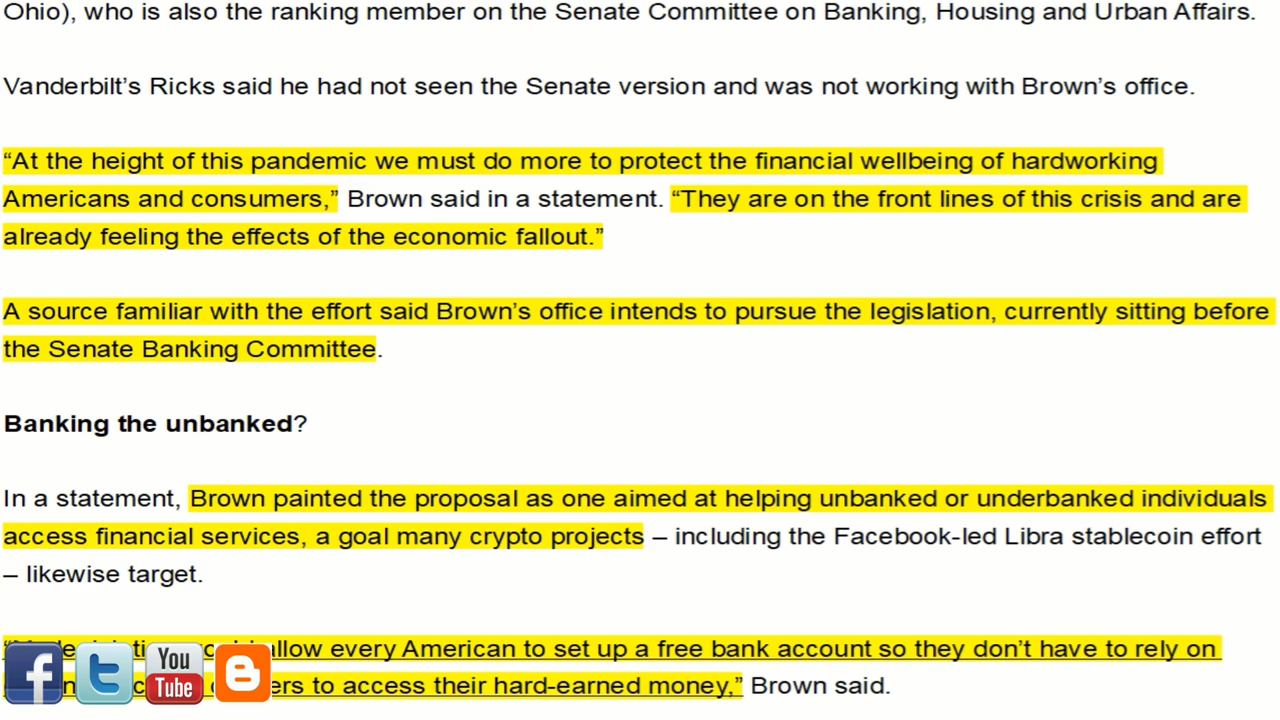 Ohio), who is also the ranking member on the Senate Committee on Banking, Housing and Urban Affairs.
Vanderbilt’s Ricks said he had not seen the Senate version and was not working with Brown’s office.
“At the height of this pandemic we must do more to protect the financial wellbeing of hardworking
Americans and consumers,” Brown said in a statement. “They are on the front lines of this crisis and are
already feeling the effects of the economic fallout.”
A source familiar with the effort said Brown’s office intends to pursue the legislation, currently sitting before
the Senate Banking Committee.
Banking the unbanked?
In a statement, Brown painted the proposal as one aimed at helping unbanked or underbanked individuals
access financial services, a goal many crypto projects – including the Facebook-led Libra stablecoin effort
– likewise target.
allow every American to set up a free bank account so they don’t have to rely on
to access their hard-earned money,” Brown said.
You
Tube